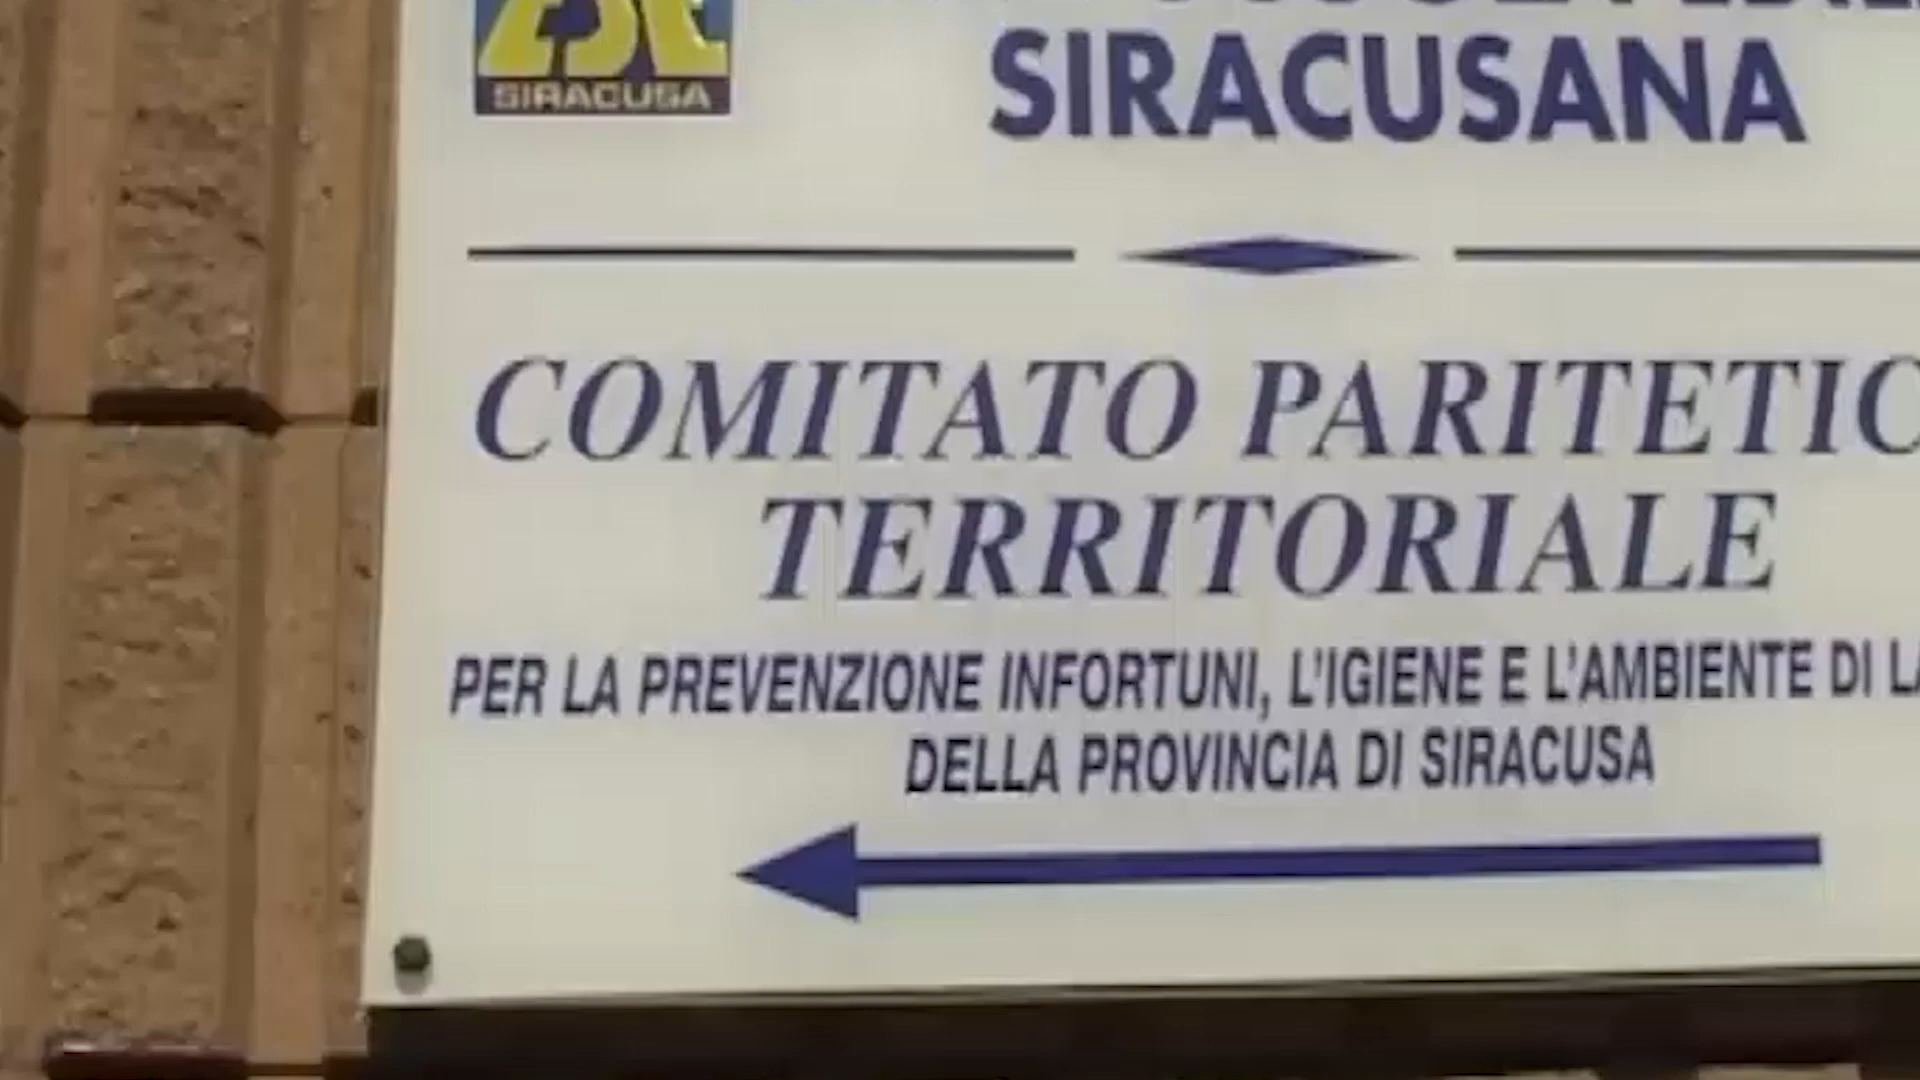 SIRACUSA
SIRACUSANA
COMITATO PARITETIC
TERRITORIALE
PER LA PREVENZIONE INFORTUNI, L'IGIENE E L'AMBIENTE DI LA
DELLA PROVINCIA DI SIRACUSA